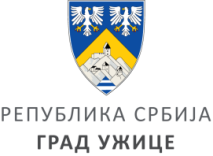 РЕПУБЛИКА СРБИЈА
ГРАД УЖИЦЕ